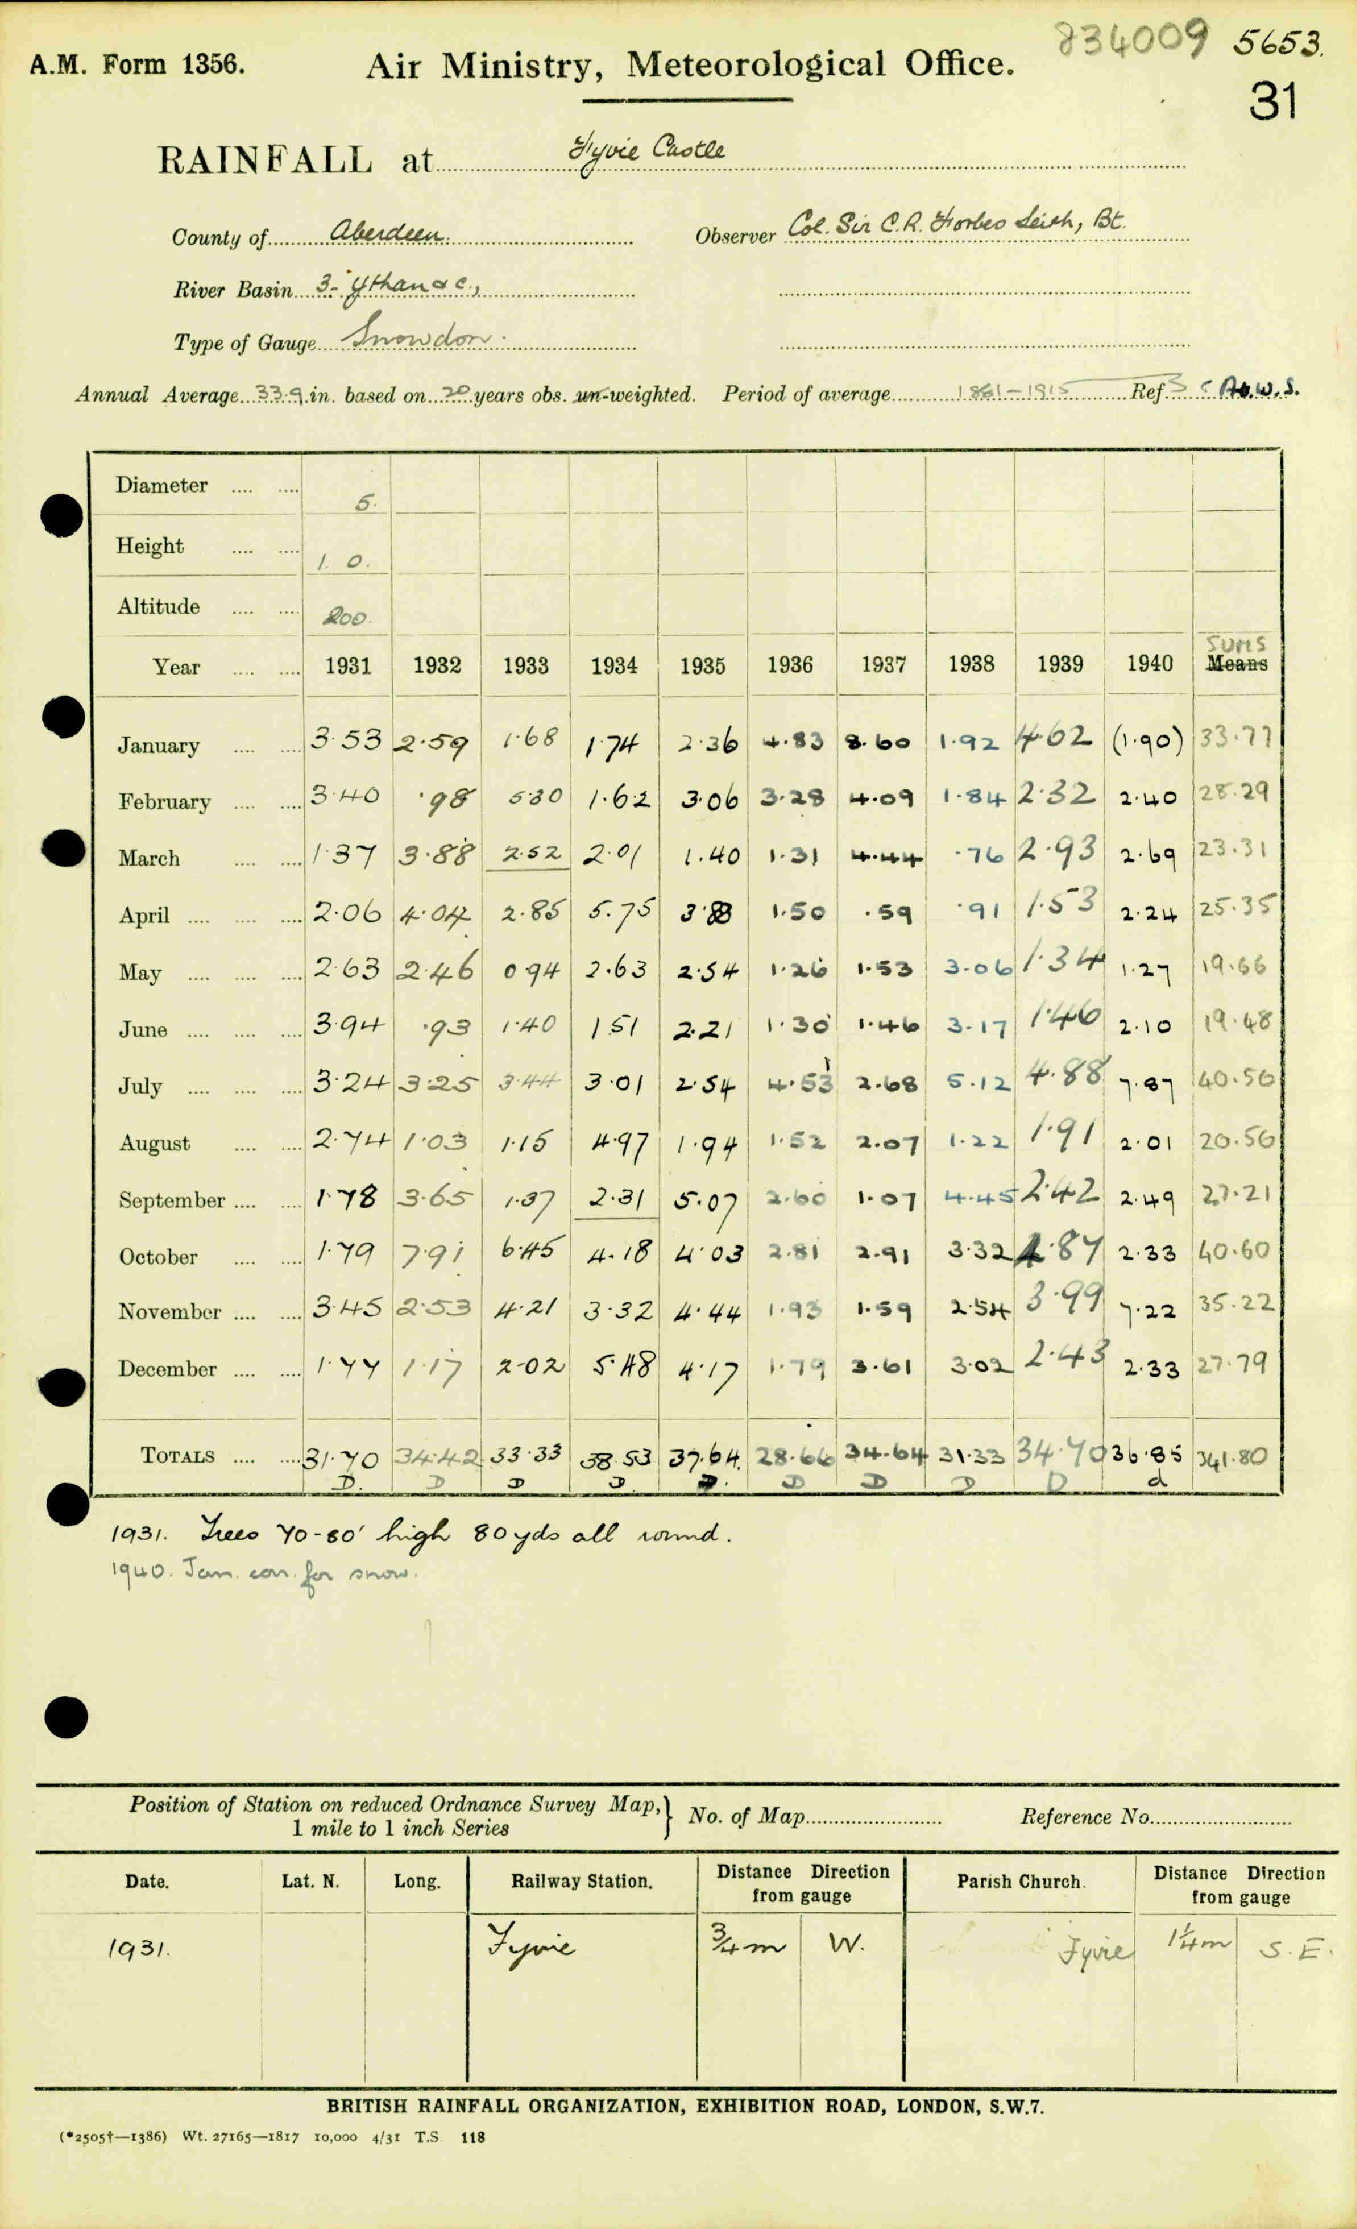 834009 5653.
A.M. Form 1356. Air Ministry, Meteorological Office.
31
RAINFALL at Fyvie Castle
County of Aberdeen. Observer Col. Sir C.R. Forbes Leith, Bt.
River Basin 3- Ythan & c.,
Type of Gauge Snowdon.
Annual Average 33.9 in. based on 20 years obs. un-weighted. Period of average 1881-1915 Ref
Diameter 5.
Height 1. 0.
Altitude 200
SUMS
Year 1931 1932 1933 1934 1935 1936 1937 1938 1939 1940 Means
January 3.53 2.59 1.68 1.74 2.36 4.83 8.60 1.92 4.62 (1.90) 33.77
February 3.40 .98 5.30 1.62 3.06 3.28 4.09 1.84 2.32 2.40 28.29
March 1.37 3.88 2.52 2.01 1.40 1.31 4.44 .76 2.93 2.69 23.31
April 2.06 4.04 2.85 5.75 3.88 1.50 .59 .91 1.53 2.24 25.35
May 2.63 2.46 0.94 2.63 2.54 1.26 1.53 3.06 1.34 1.27 19.66
June 3.94 .93 1.40 1.51 2.21 1.30 1.46 3.17 1.46 2.10 19.48
July 3.24 3.25 3.44 3.01 2.54 4.53 2.68 5.12 4.88 7.87 40.56
August 2.74 1.03 1.15 4.97 1.94 1.52 2.07 1.22 1.91 2.01 20.56
September 1.78 3.65 1.37 2.31 5.07 2.60 1.07 4.45 2.42 2.49 27.21
October 1.79 7.91 6.45 4.18 4.03 2.81 2.91 3.32 4.87 2.33 40.60
November 3.45 2.53 4.21 3.32 4.44 1.93 1.59 2.54 3.99 7.22 35.22
December 1.77 1.17 2.02 5.48 4.17 1.79 3.61 3.02 2.43 2.33 27.79
TOTALS 31.70 34.42 33.33 38.53 37.64 28.66 34.64 31.33 34.70 36.85 341.80
D. D D D. D. D D D D d
1931. Trees 70-80' high 80 yds all round.
1940. Jan. corr. for snow.
Position of Station on reduced Ordnance Survey Map, 1 mile to 1 inch Series } No. of Map Reference No.
Date. Lat. N. Long. Railway Station. Distance Direction from gauge Parish Church. Distance Direction from gauge
1931. Fyvie 3/4 m W. Fyvie 1 1/4 m S. E.
BRITISH RAINFALL ORGANIZATION, EXHIBITION ROAD, LONDON, S.W.7.
(*2505†—1386) Wt. 27165—1817 10,000 4/31 T.S. 118